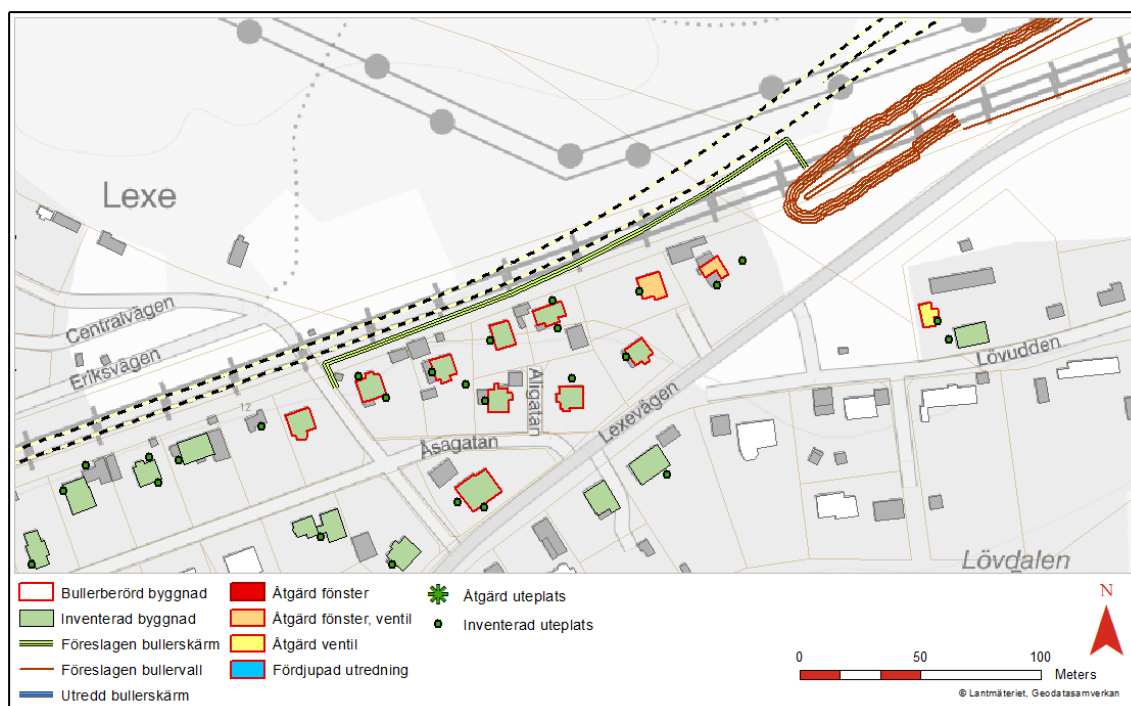 Lexe
Centralvägen
Eriksvägen
12
Åsagatan
Allgatan
Lexevägen
Lövudden
Lövdalen
Bullerberörd byggnad
Inventerad byggnad
Föreslagen bullerskärm
Föreslagen bullervall
Utredd bullerskärm
Åtgärd fönster
Åtgärd fönster, ventil
Åtgärd ventil
Fördjupad utredning
Åtgärd uteplats
Inventerad uteplats
N
0 50 100
Meters
© Lantmäteriet, Geodatasamverkan